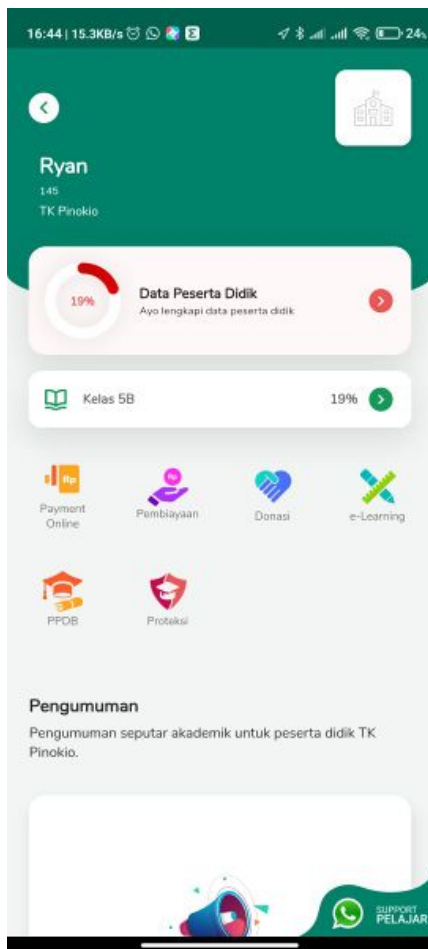 16:44 | 15.3KB/s
24%
Ryan
145
TK Pinokio
19%
Data Peserta Didik
Ayo lengkapi data peserta didik
Kelas 5B
19%
Rp
Rp
Payment
Online
Pembiayaan
Donasi
e-Learning
PPDB
Proteksi
Pengumuman
Pengumuman seputar akademik untuk peserta didik TK
Pinokio.
SUPPORT
PELAJAR